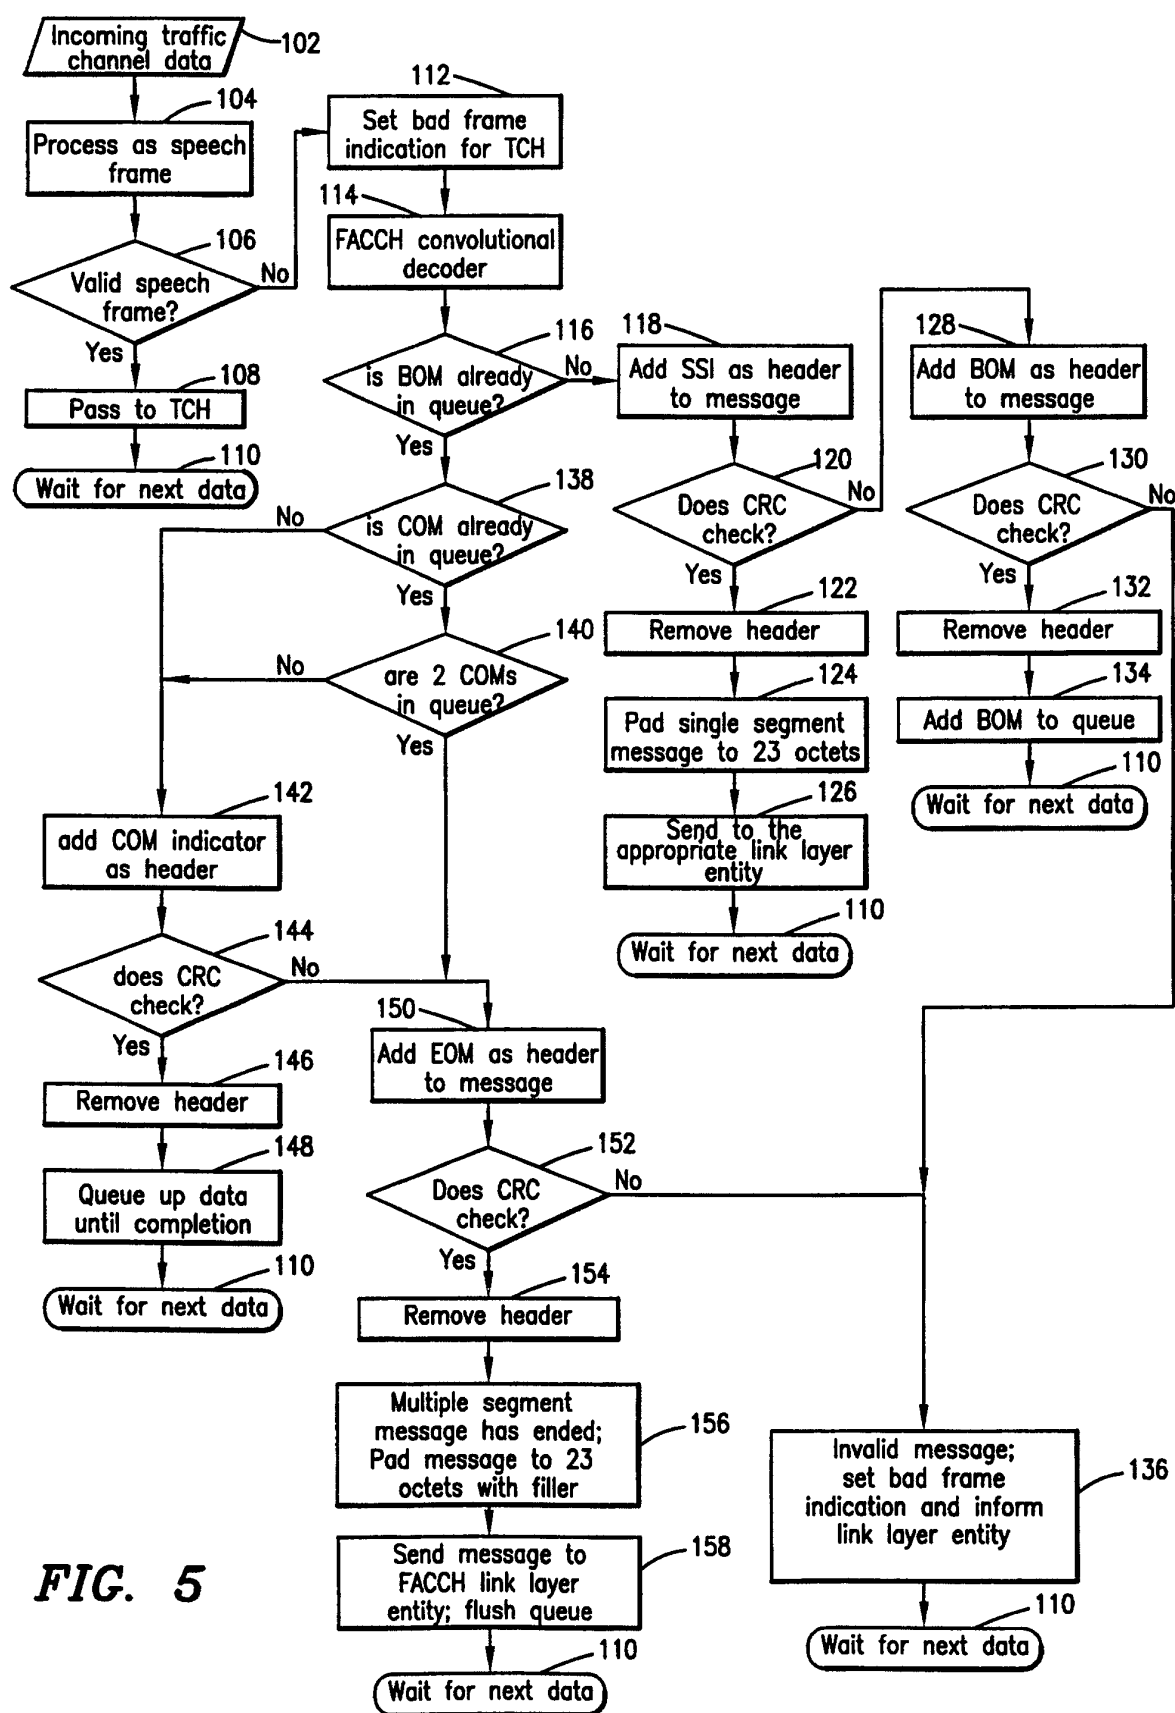 Incoming traffic
channel data
102
104
Process as speech
frame
106
Valid speech
frame?
No
Yes
108
Pass to TCH
110
Wait for next data
112
Set bad frame
indication for TCH
114
FACCH convolutional
decoder
116
is BOM already
in queue?
No
Yes
138
is COM already
in queue?
No
Yes
140
are 2 COMs
in queue?
No
Yes
118
Add SSI as header
to message
120
Does CRC
check?
No
Yes
122
Remove header
124
Pad single segment
message to 23 octets
126
Send to the
appropriate link layer
entity
110
Wait for next data
128
Add BOM as header
to message
130
Does CRC
check?
No
Yes
132
Remove header
134
Add BOM to queue
110
Wait for next data
142
add COM indicator
as header
144
does CRC
check?
No
Yes
146
Remove header
148
Queue up data
until completion
110
Wait for next data
150
Add EOM as header
to message
152
Does CRC
check?
No
Yes
154
Remove header
Multiple segment
message has ended;
Pad message to 23
octets with filler
156
Send message to
FACCH link layer
entity; flush queue
158
110
Wait for next data
Invalid message;
set bad frame
indication and inform
link layer entity
136
110
Wait for next data
FIG. 5